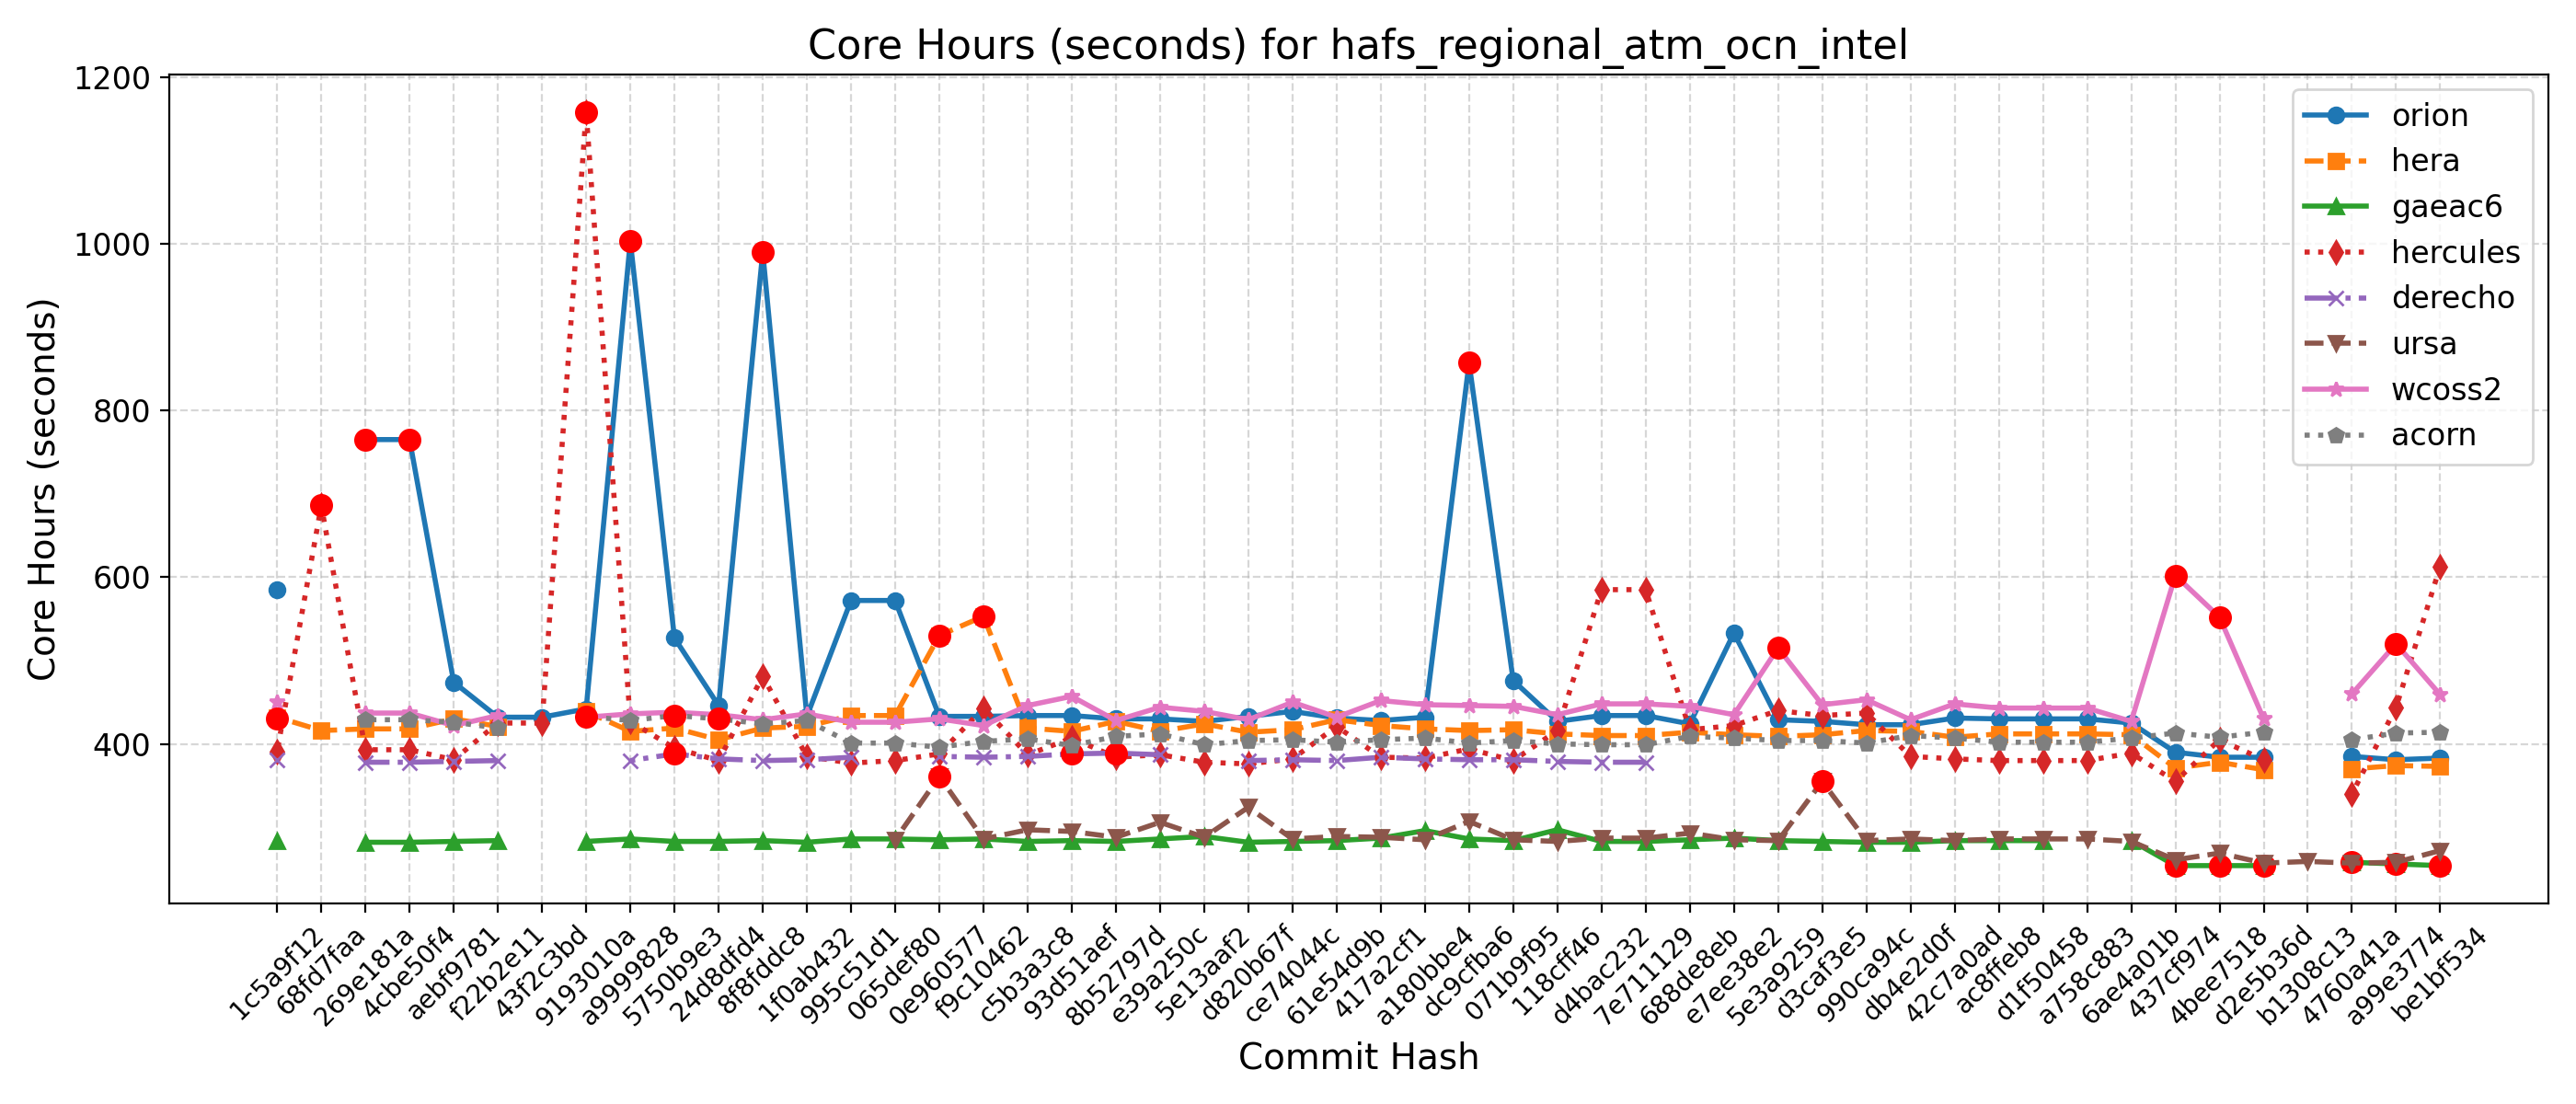 Core Hours (seconds) for hafs_regional_atm_ocn_intel
Core Hours (seconds)
1200
1000
800
600
400
orion
hera
gaeac6
hercules
derecho
ursa
wcoss2
acorn
1c5a9f12
68fd7faa
269e181a
4cbe50f4
aebf9781
f22b2e11
43f2c3bd
9193010a
a9999828
5750b9e3
24d8dfd4
8f8fddc8
1f0ab432
995c51d1
065def80
0e960577
f9c10462
c5b3a3c8
93d51aef
8b52797d
e39a250c
5e13aaf2
d820b67f
ce74044c
61e54d9b
417a2cf1
a180bbe4
dc9cfba6
071b9f95
118cff46
d4bac232
7e711129
688de8eb
e7ee38e2
5e3a9259
d3caf3e5
990ca94c
db4e2d0f
42c7a0ad
ac8ffeb8
d1f50458
a758c883
6ae4a01b
437cf974
4bee7518
d2e5b36d
b1308c13
4760a41a
a99e3774
be1bf534
Commit Hash